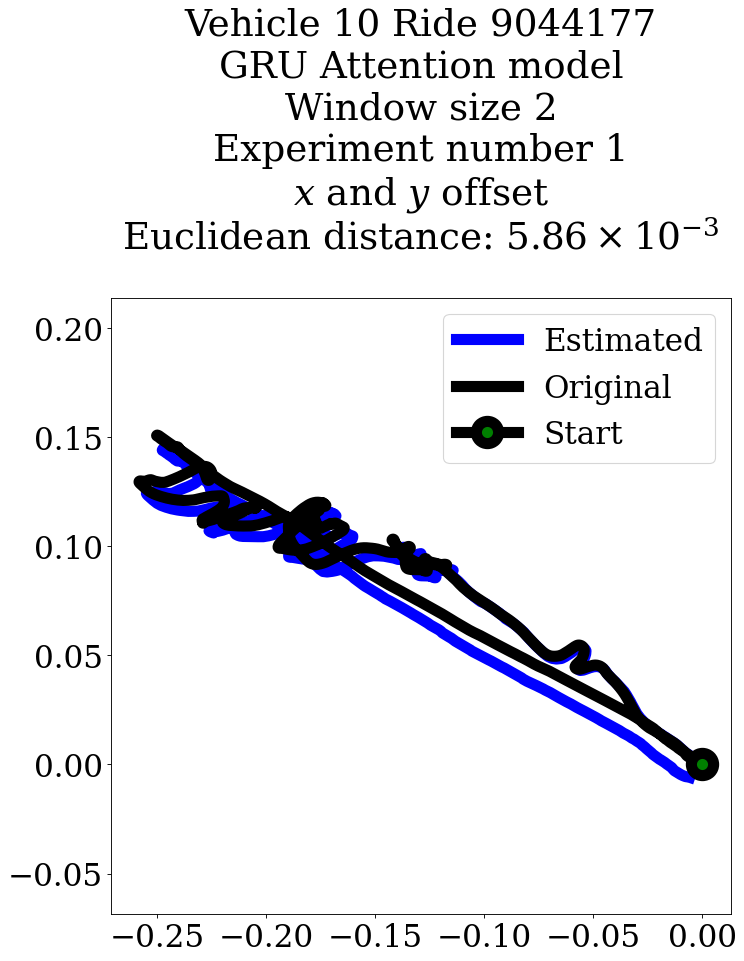 Vehicle 10 Ride 9044177
GRU Attention model
Window size 2
Experiment number 1
x and y offset
Euclidean distance: 5.86 × 10⁻³
Estimated
Original
Start
0.20
0.15
0.10
0.05
0.00
−0.05
−0.25 −0.20 −0.15 −0.10 −0.05 0.00